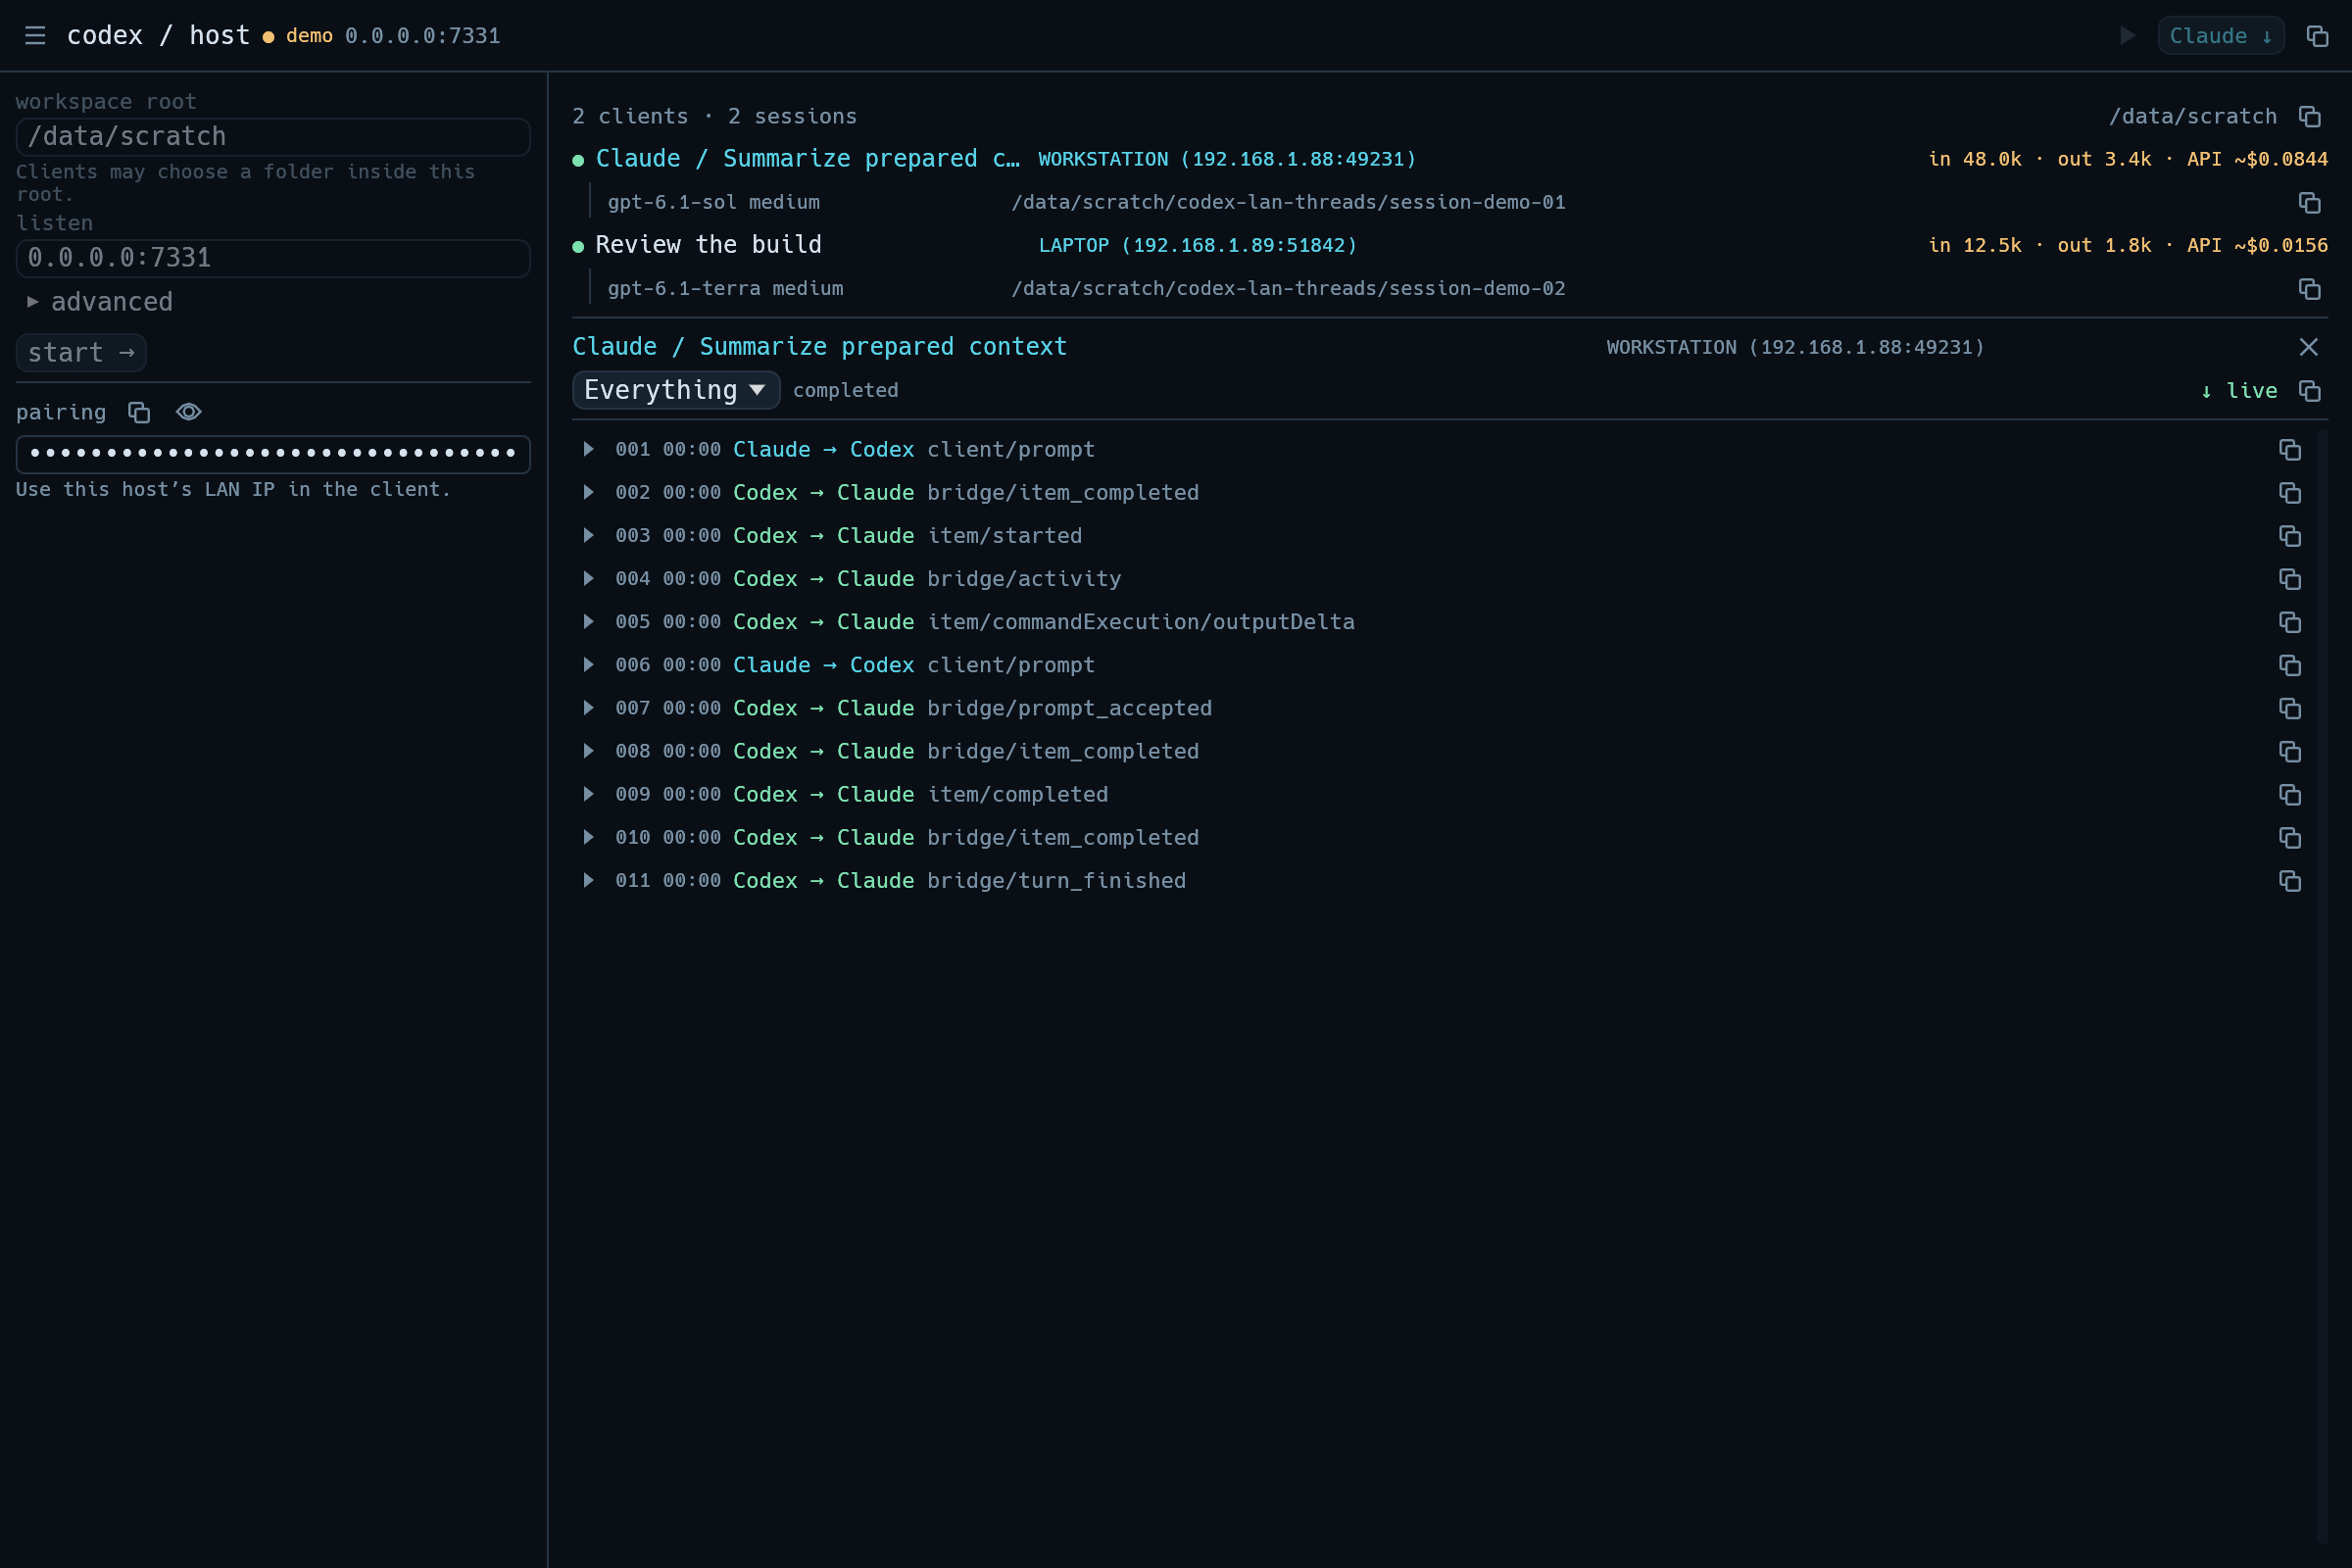 codex / host ● demo 0.0.0.0:7331 Claude ↓
workspace root
/data/scratch
Clients may choose a folder inside this
root.
listen
0.0.0.0:7331
▸ advanced
start →
pairing
••••••••••••••••••••••••••••••••
Use this host’s LAN IP in the client.
2 clients · 2 sessions /data/scratch
● Claude / Summarize prepared c… WORKSTATION (192.168.1.88:49231) in 48.0k · out 3.4k · API ~$0.0844
gpt-6.1-sol medium /data/scratch/codex-lan-threads/session-demo-01
● Review the build LAPTOP (192.168.1.89:51842) in 12.5k · out 1.8k · API ~$0.0156
gpt-6.1-terra medium /data/scratch/codex-lan-threads/session-demo-02
Claude / Summarize prepared context WORKSTATION (192.168.1.88:49231)
Everything completed ↓ live
001 00:00 Claude → Codex client/prompt
002 00:00 Codex → Claude bridge/item_completed
003 00:00 Codex → Claude item/started
004 00:00 Codex → Claude bridge/activity
005 00:00 Codex → Claude item/commandExecution/outputDelta
006 00:00 Claude → Codex client/prompt
007 00:00 Codex → Claude bridge/prompt_accepted
008 00:00 Codex → Claude bridge/item_completed
009 00:00 Codex → Claude item/completed
010 00:00 Codex → Claude bridge/item_completed
011 00:00 Codex → Claude bridge/turn_finished